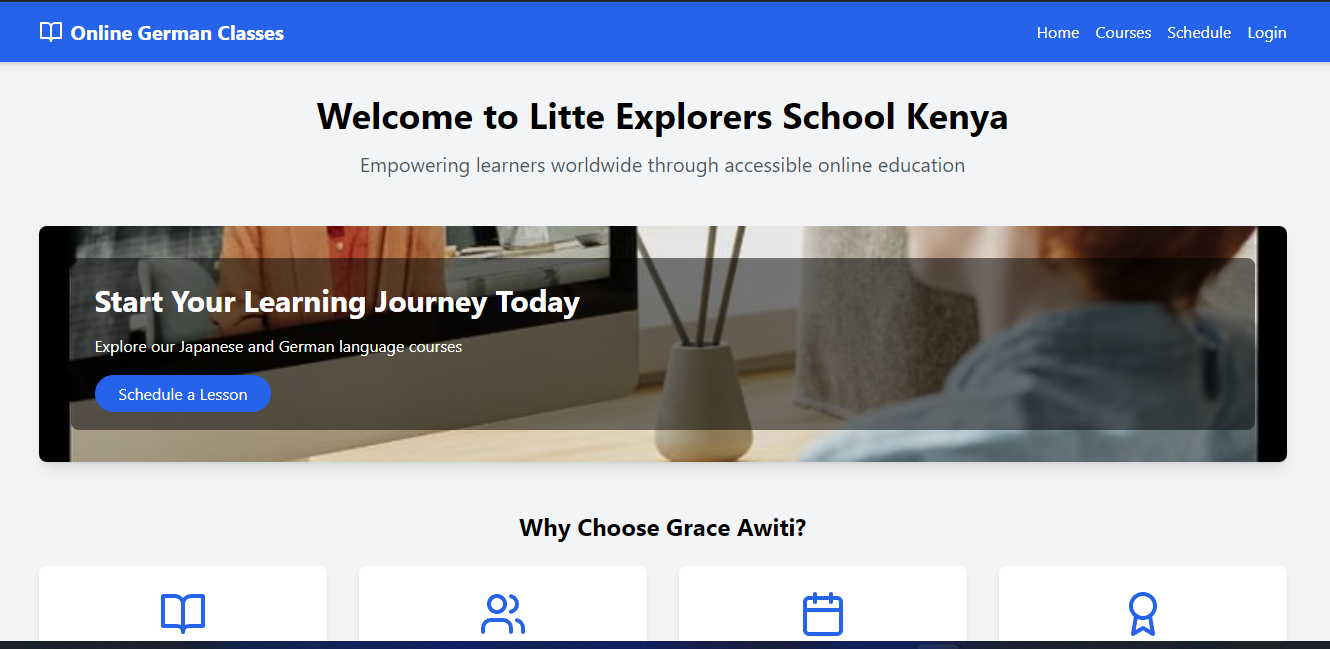 Online German Classes
Home Courses Schedule Login
Welcome to Litte Explorers School Kenya
Empowering learners worldwide through accessible online education
Start Your Learning Journey Today
Explore our Japanese and German language courses
Schedule a Lesson
Why Choose Grace Awiti?